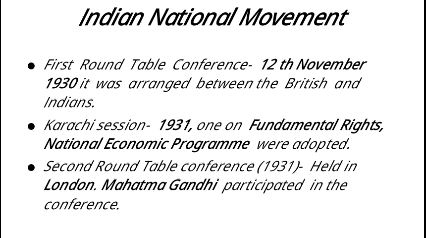 Indian National Movement
● First Round Table Conference- 12 th November
1930 it was arranged between the British and
Indians.
● Karachi session- 1931, one on Fundamental Rights,
National Economic Programme were adopted.
● Second Round Table conference (1931)- Held in
London. Mahatma Gandhi participated in the
conference.